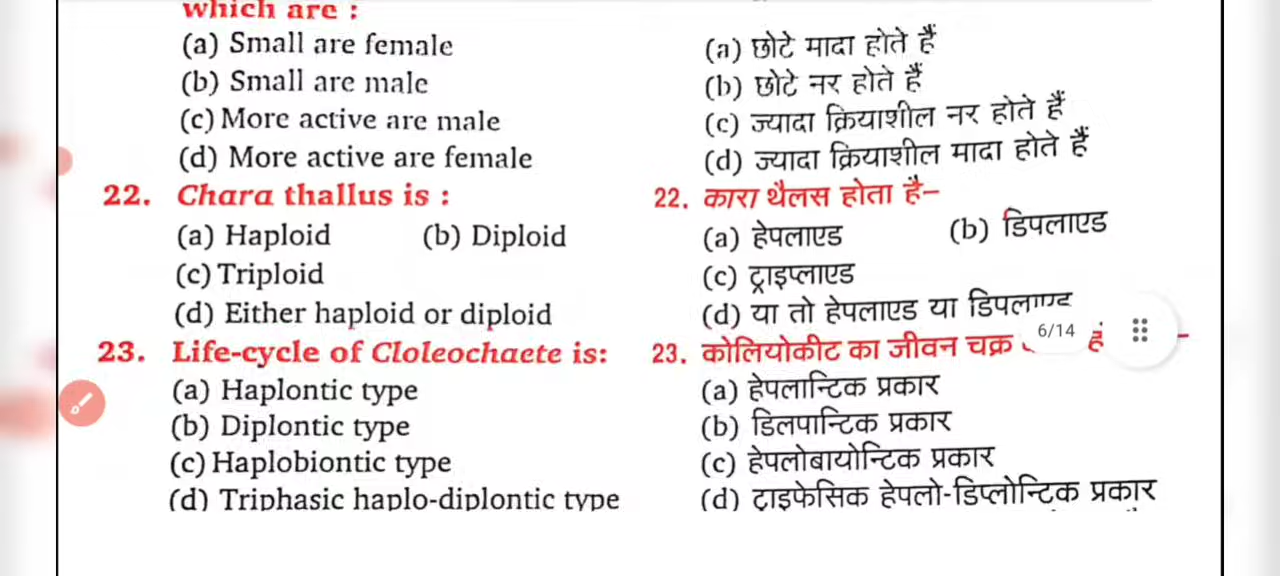 which are :
(a) Small are female
(b) Small are male
(c) More active are male
(d) More active are female
22. Chara thallus is :
(a) Haploid (b) Diploid
(c) Triploid
(d) Either haploid or diploid
23. Life-cycle of Cloleochaete is:
(a) Haplontic type
(b) Diplontic type
(c) Haplobiontic type
(d) Triphasic haplo-diplontic type
(a) छोटे मादा होते हैं
(b) छोटे नर होते हैं
(c) ज्यादा क्रियाशील नर होते हैं
(d) ज्यादा क्रियाशील मादा होते हैं
22. कारा थैलस होता है–
(a) हेपलाएड (b) डिपलाएड
(c) ट्राइप्लाएड
(d) या तो हेपलाएड या डिपलाएड
23. कोलियोकीट का जीवन चक्र
(a) हेपलान्टिक प्रकार
(b) डिलपान्टिक प्रकार
(c) हेपलोबायोन्टिक प्रकार
(d) ट्राइफेसिक हेपलो-डिप्लोन्टिक प्रकार
6/14